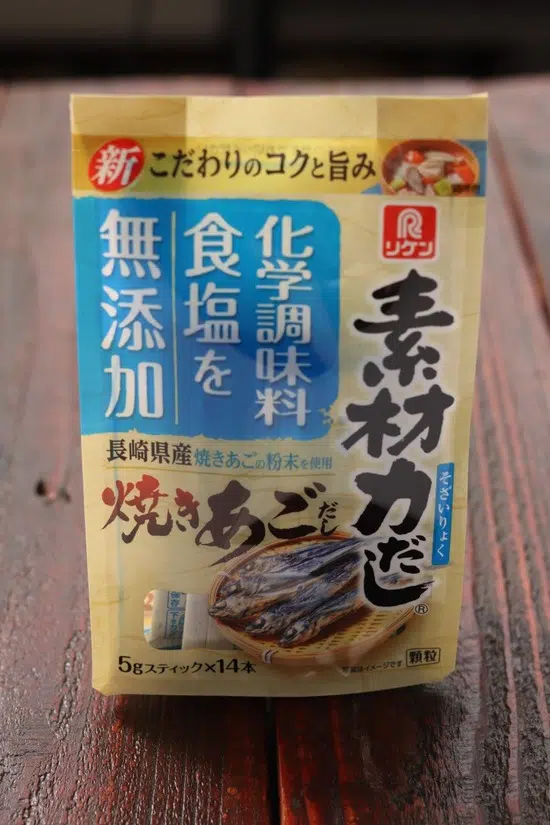 新 こだわりのコクと旨み
リケン
素材力だし®
そざいりょく
化学調味料
食塩を
無添加
長崎県産焼きあごの粉末を使用
焼きあごだし
5gスティック×14本
顆粒